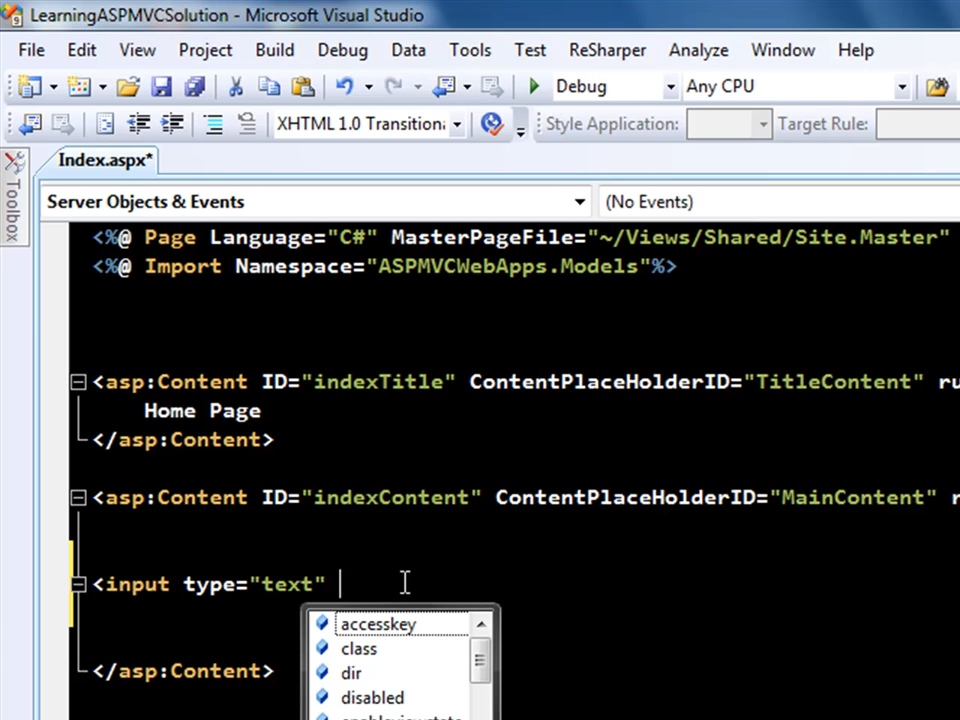 LearningASPMVCSolution - Microsoft Visual Studio
File Edit View Project Build Debug Data Tools Test ReSharper Analyze Window Help
Debug Any CPU
XHTML 1.0 Transition Style Application: Target Rule:
Index.aspx*
Toolbox
Server Objects & Events (No Events)
<%@ Page Language="C#" MasterPageFile="~/Views/Shared/Site.Master"
<%@ Import Namespace="ASPMVCWebApps.Models"%>
<asp:Content ID="indexTitle" ContentPlaceHolderID="TitleContent" ru
Home Page
</asp:Content>
<asp:Content ID="indexContent" ContentPlaceHolderID="MainContent" r
<input type="text"
accesskey
class
dir
disabled
</asp:Content>